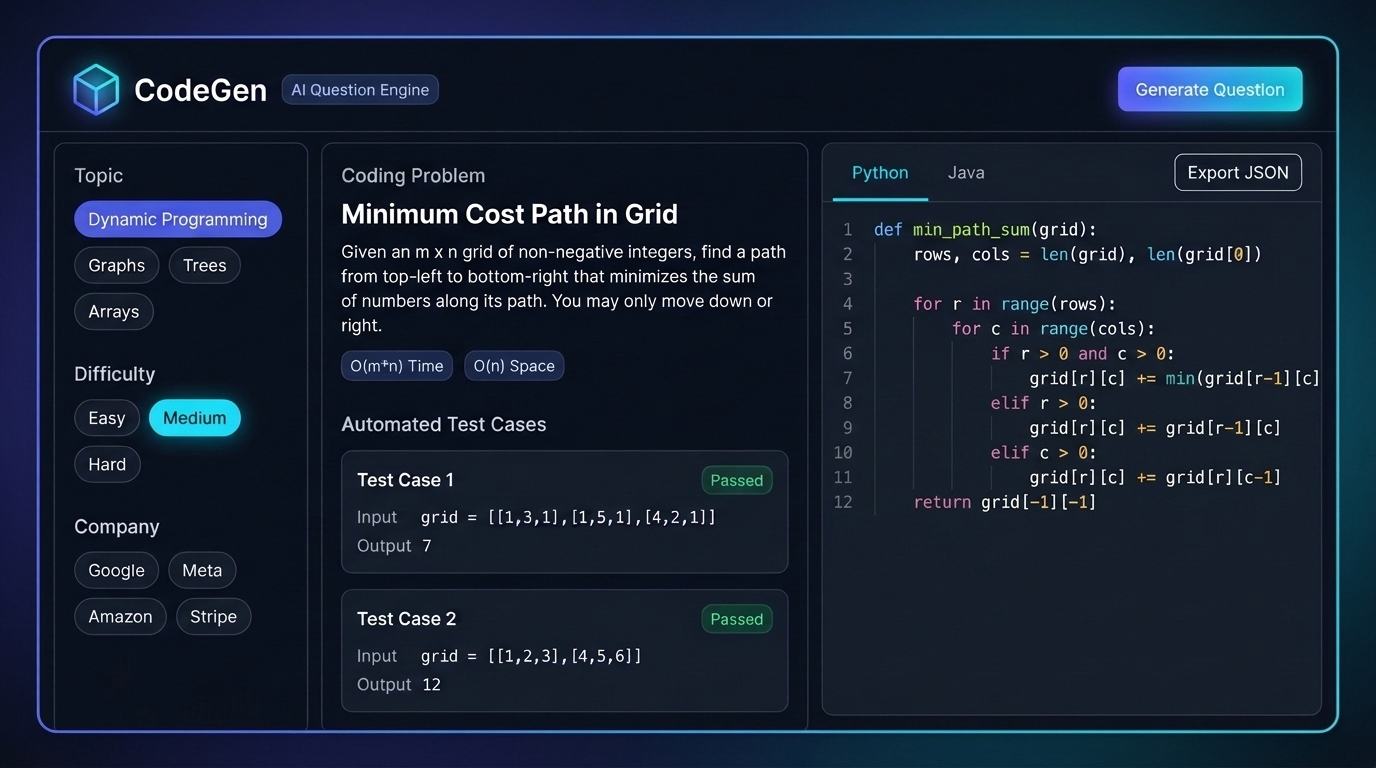 CodeGen
AI Question Engine
Generate Question
Topic
Dynamic Programming
Graphs
Trees
Arrays
Difficulty
Easy
Medium
Hard
Company
Google
Meta
Amazon
Stripe
Coding Problem
Minimum Cost Path in Grid
Given an m x n grid of non-negative integers, find a path
from top-left to bottom-right that minimizes the sum
of numbers along its path. You may only move down or
right.
O(m*n) Time
O(n) Space
Automated Test Cases
Test Case 1
Passed
Input grid = [[1,3,1],[1,5,1],[4,2,1]]
Output 7
Test Case 2
Passed
Input grid = [[1,2,3],[4,5,6]]
Output 12
Python
Java
Export JSON
1 def min_path_sum(grid):
2 rows, cols = len(grid), len(grid[0])
3
4 for r in range(rows):
5 for c in range(cols):
6 if r > 0 and c > 0:
7 grid[r][c] += min(grid[r-1][c]
8 elif r > 0:
9 grid[r][c] += grid[r-1][c]
10 elif c > 0:
11 grid[r][c] += grid[r][c-1]
12 return grid[-1][-1]